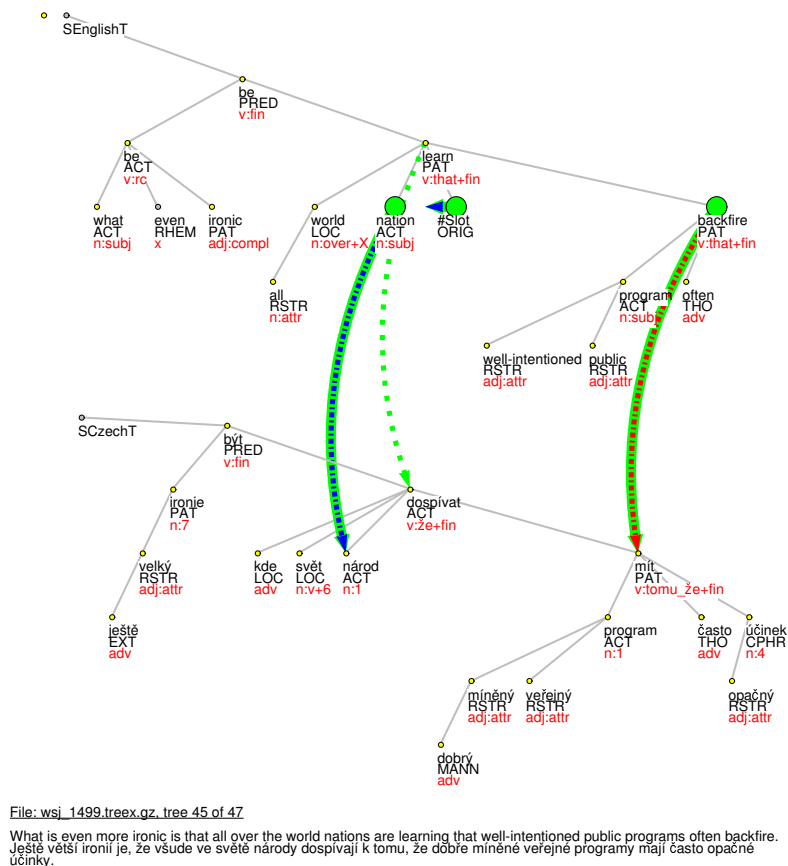 SEnglishT
be
PRED
v:fin
be
ACT
v:rc
learn
PAT
v:that+fin
what
ACT
n:subj
even
RHEM
x
ironic
PAT
adj:compl
world
LOC
n:over+X
nation
ACT
n:subj
#Slot
ORIG
backfire
PAT
v:that+fin
all
RSTR
n:attr
program
ACT
n:subj
often
THO
adv
well-intentioned
RSTR
adj:attr
public
RSTR
adj:attr
SCzechT
být
PRED
v:fin
ironie
PAT
n:7
dospívat
ACT
v:že+fin
velký
RSTR
adj:attr
kde
LOC
adv
svět
LOC
n:v+6
národ
ACT
n:1
mít
PAT
v:tomu_že+fin
ještě
EXT
adv
program
ACT
n:1
často
THO
adv
účinek
CPHR
n:4
míněný
RSTR
adj:attr
veřejný
RSTR
adj:attr
opačný
RSTR
adj:attr
dobrý
MANN
adv
File: wsj_1499.treex.gz, tree 45 of 47
What is even more ironic is that all over the world nations are learning that well-intentioned public programs often backfire.
Ještě větší ironií je, že všude ve světě národy dospívají k tomu, že dobře míněné veřejné programy mají často opačné
účinky.